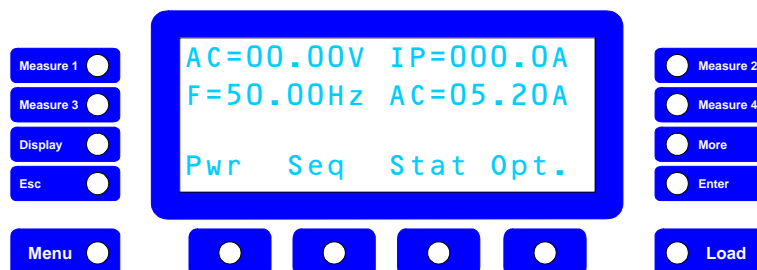 AC=00.00V IP=000.0A
Measure 1
Measure 2
F=50.00Hz AC=05.20A
Measure 3
Measure 4
Display
More
Pwr Seq Stat Opt.
Esc
Enter
Menu
Load